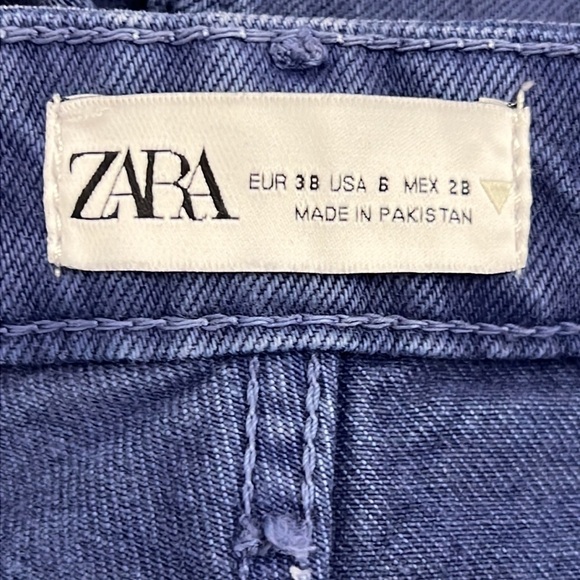 ZARA
EUR 38 USA 6 MEX 28
MADE IN PAKISTAN